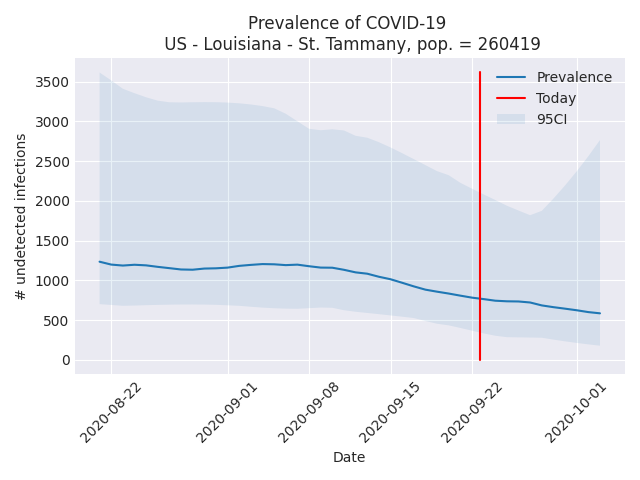 Prevalence of COVID-19
US - Louisiana - St. Tammany, pop. = 260419
Prevalence
Today
95CI
# undetected infections
3500
3000
2500
2000
1500
1000
500
0
2020-08-22
2020-09-01
2020-09-08
2020-09-15
2020-09-22
2020-10-01
Date